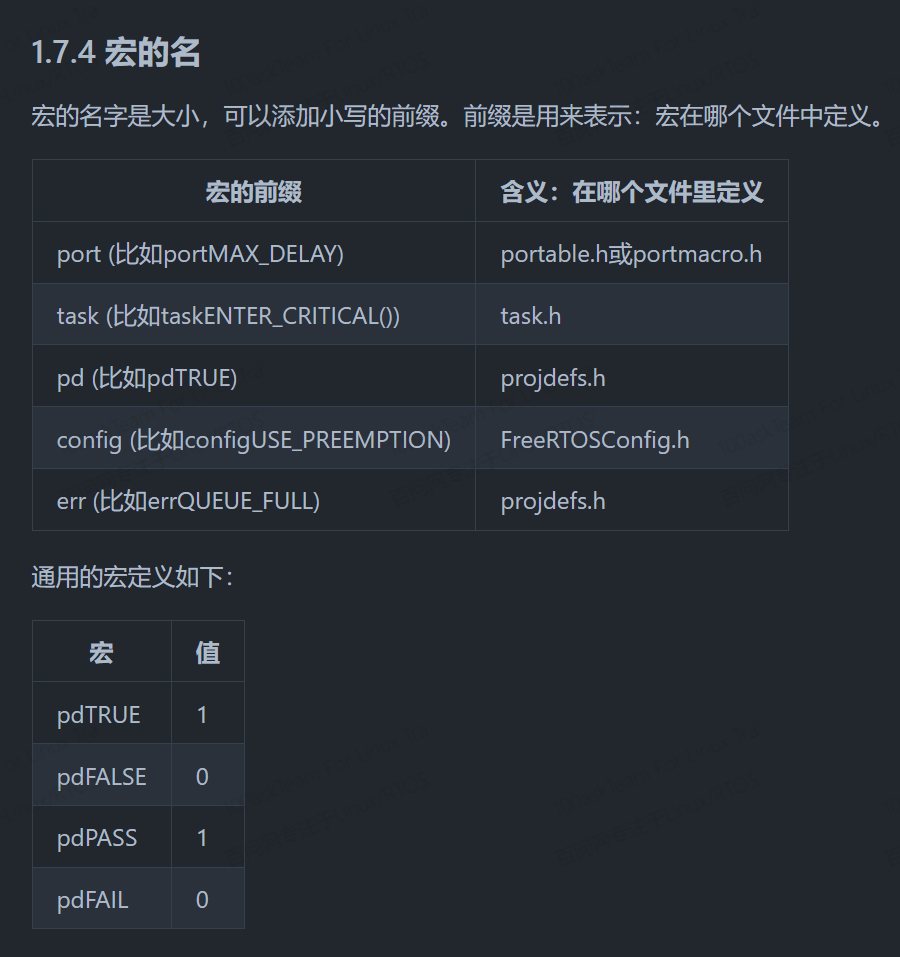 1.7.4 宏的名
宏的名字是大小，可以添加小写的前缀。前缀是用来表示：宏在哪个文件中定义。
宏的前缀 含义：在哪个文件里定义
port (比如portMAX_DELAY) portable.h或portmacro.h
task (比如taskENTER_CRITICAL()) task.h
pd (比如pdTRUE) projdefs.h
config (比如configUSE_PREEMPTION) FreeRTOSConfig.h
err (比如errQUEUE_FULL) projdefs.h
通用的宏定义如下：
宏 值
pdTRUE 1
pdFALSE 0
pdPASS 1
pdFAIL 0